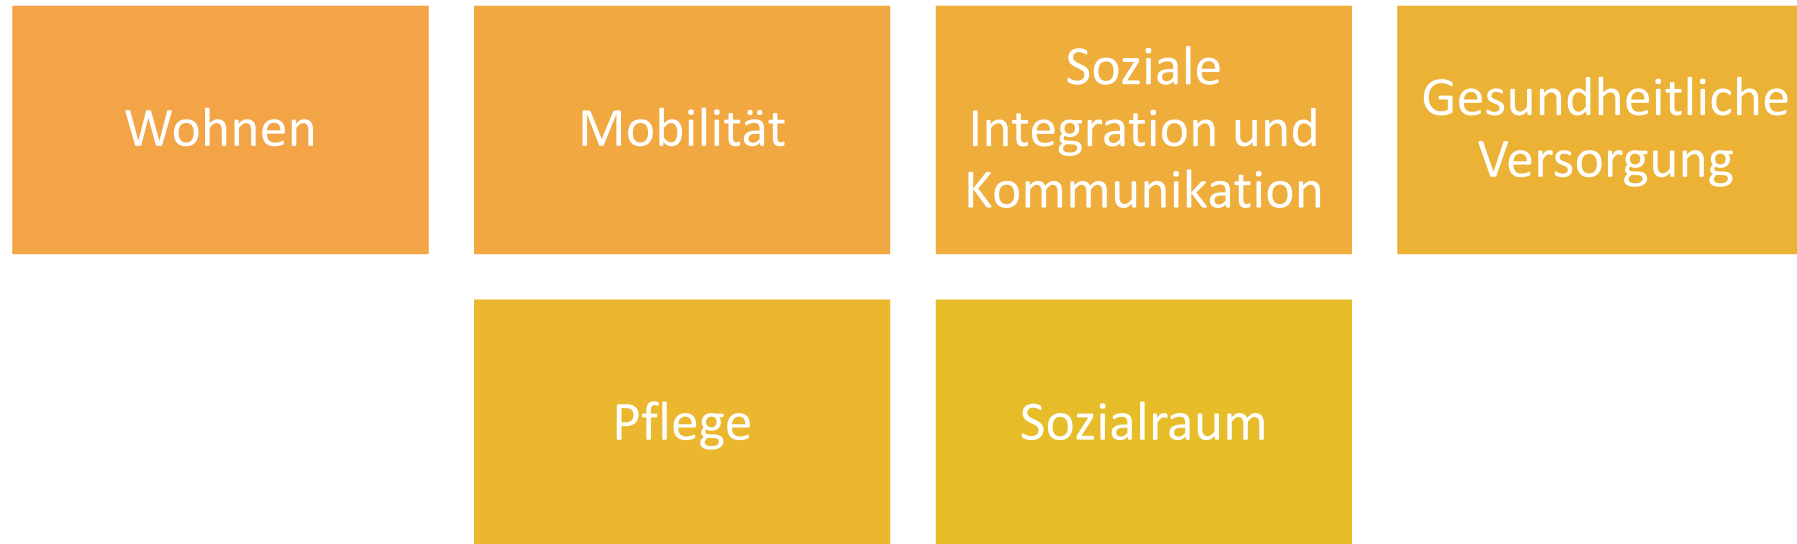 Wohnen
Mobilität
Soziale
Integration und
Kommunikation
Gesundheitliche
Versorgung
Pflege
Sozialraum